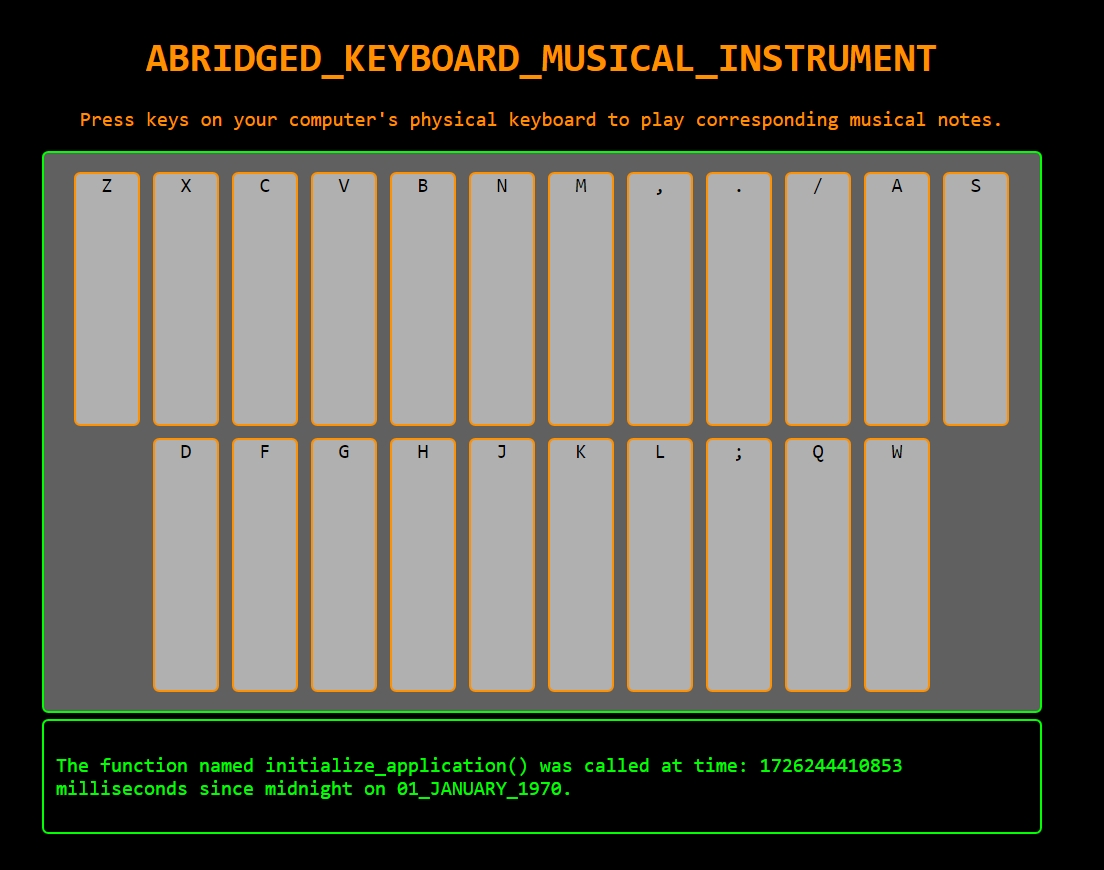 ABRIDGED_KEYBOARD_MUSICAL_INSTRUMENT
Press keys on your computer's physical keyboard to play corresponding musical notes.
Z X C V B N M , . / A S
D F G H J K L ; Q W
The function named initialize_application() was called at time: 1726244410853
milliseconds since midnight on 01_JANUARY_1970.